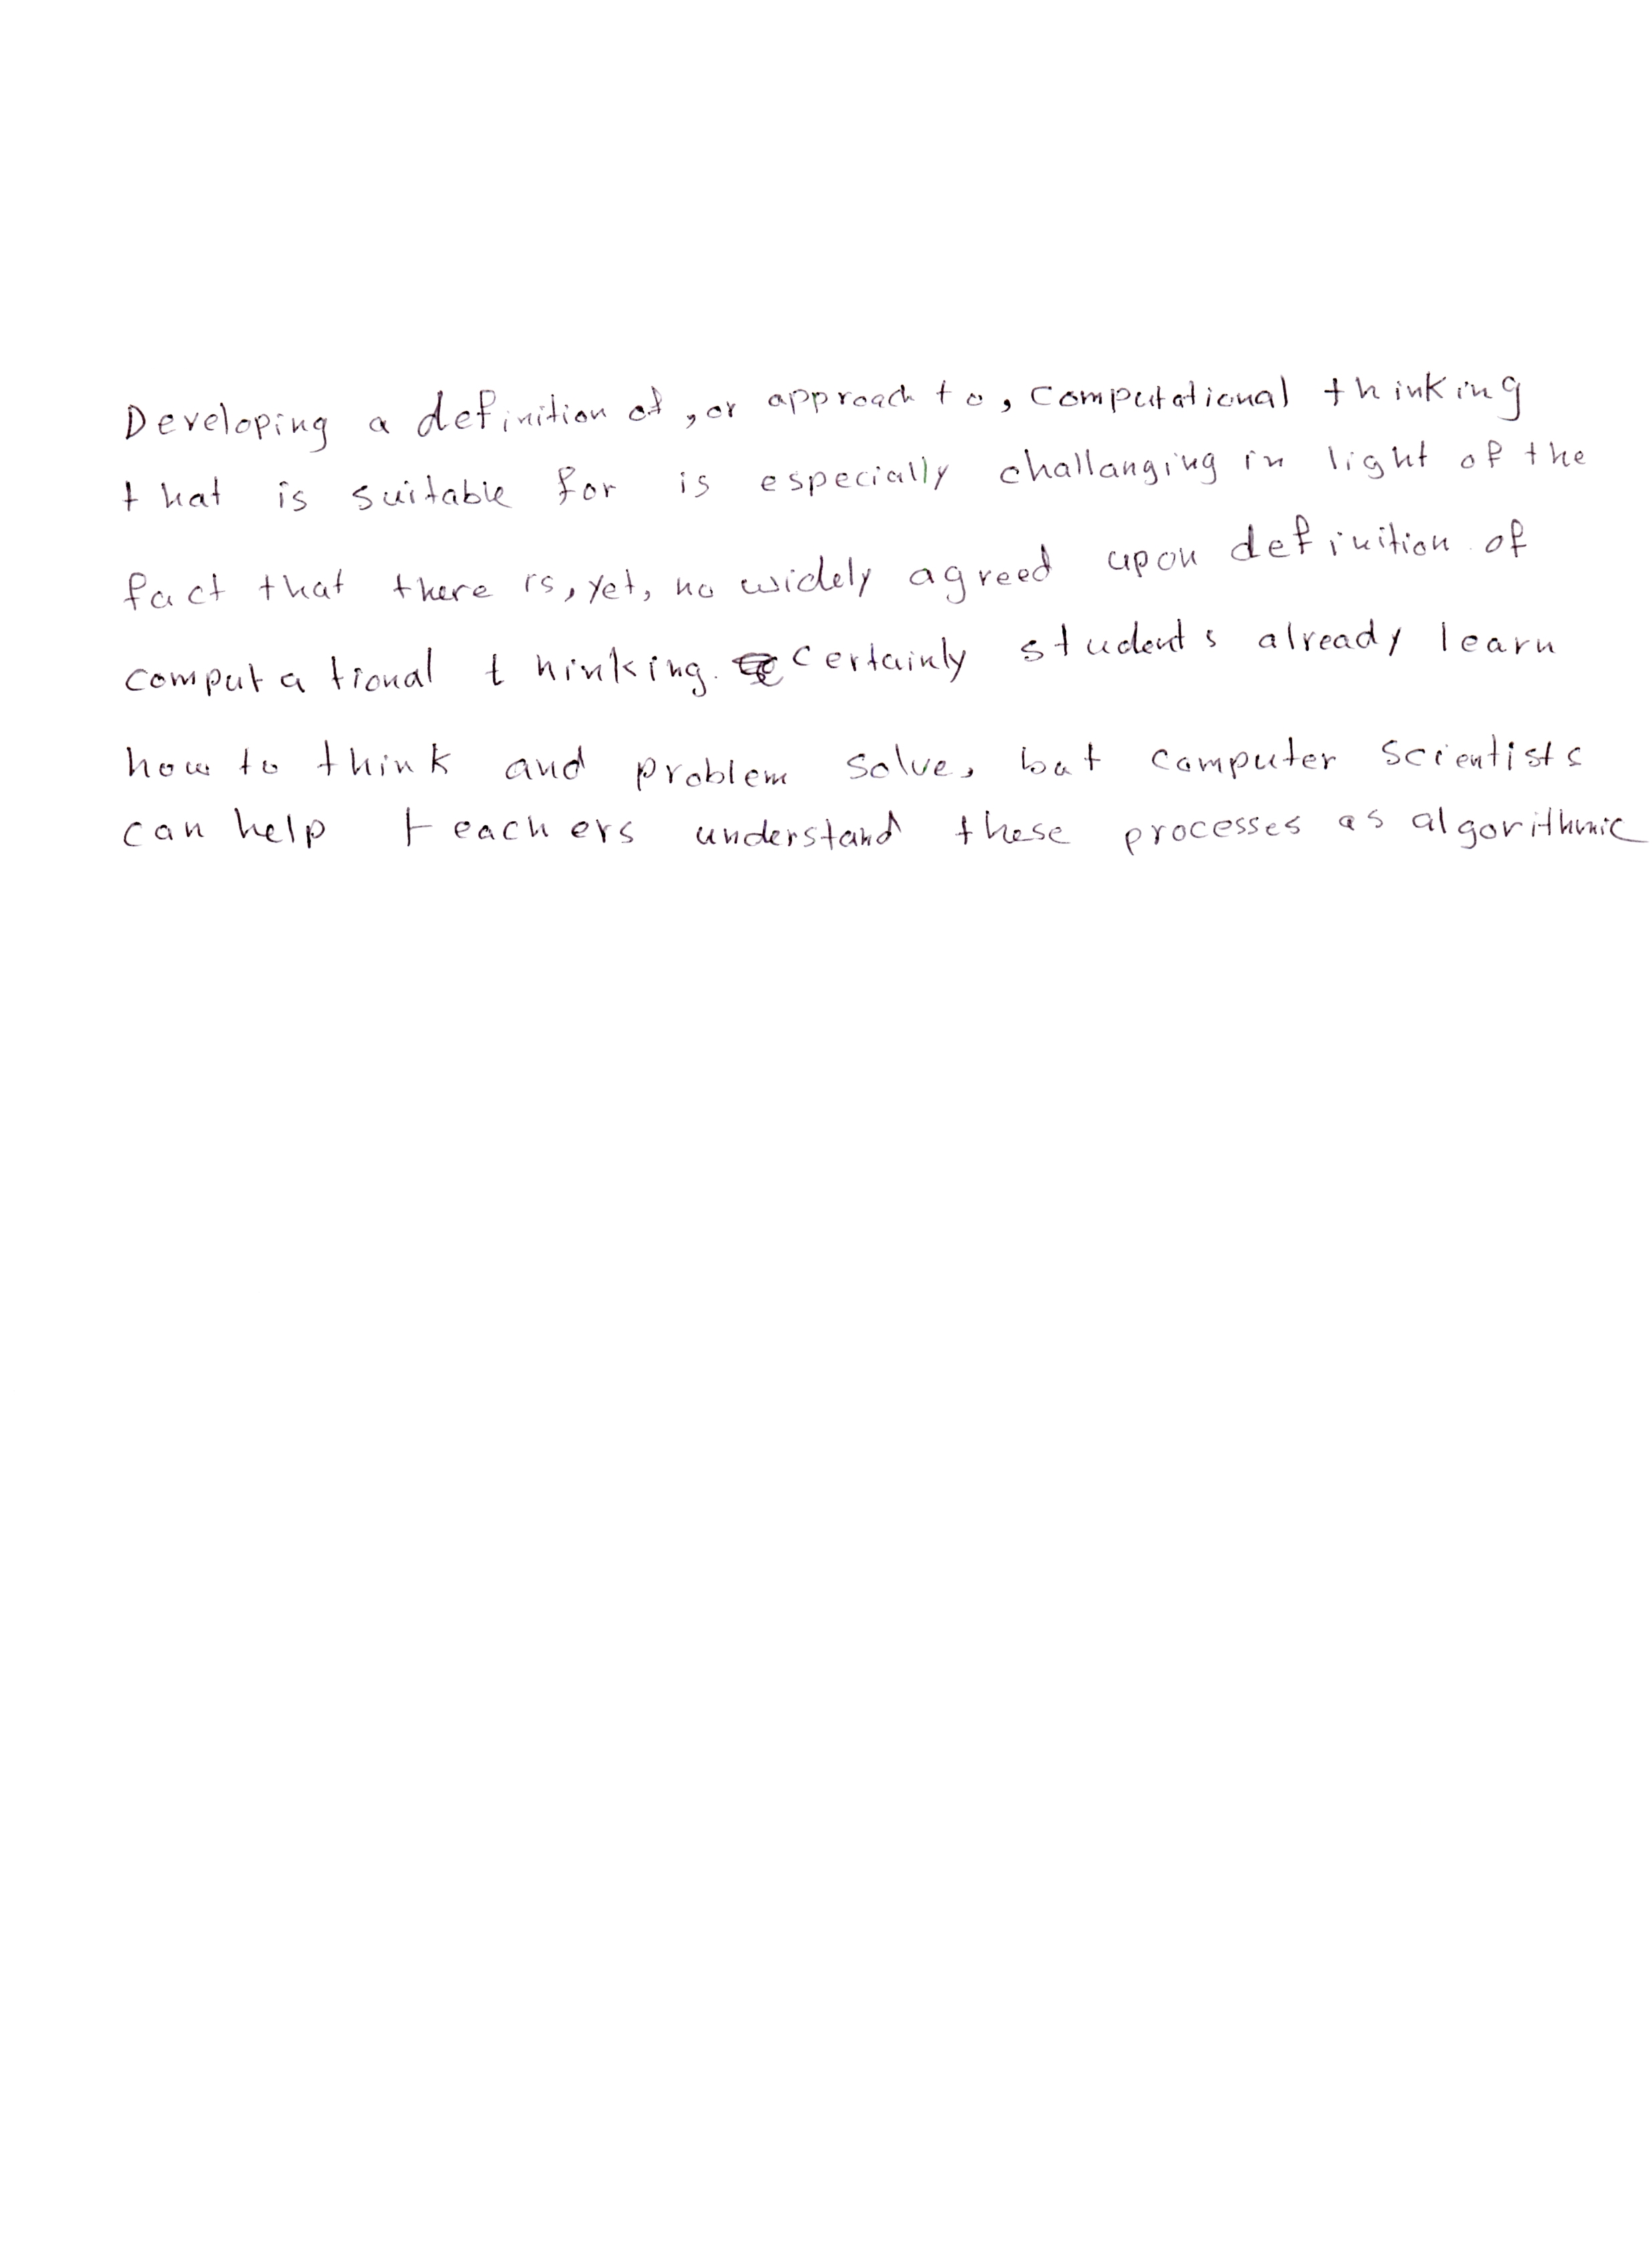 Developing a definition of, or approach to, computational thinking
that is suitable for is especially challanging in light of the
fact that there is, yet, no widely agreed upon definition of
computational thinking. Certainly students already learn
how to think and problem solve, but computer scientists
can help teachers understand these processes as algorithmic